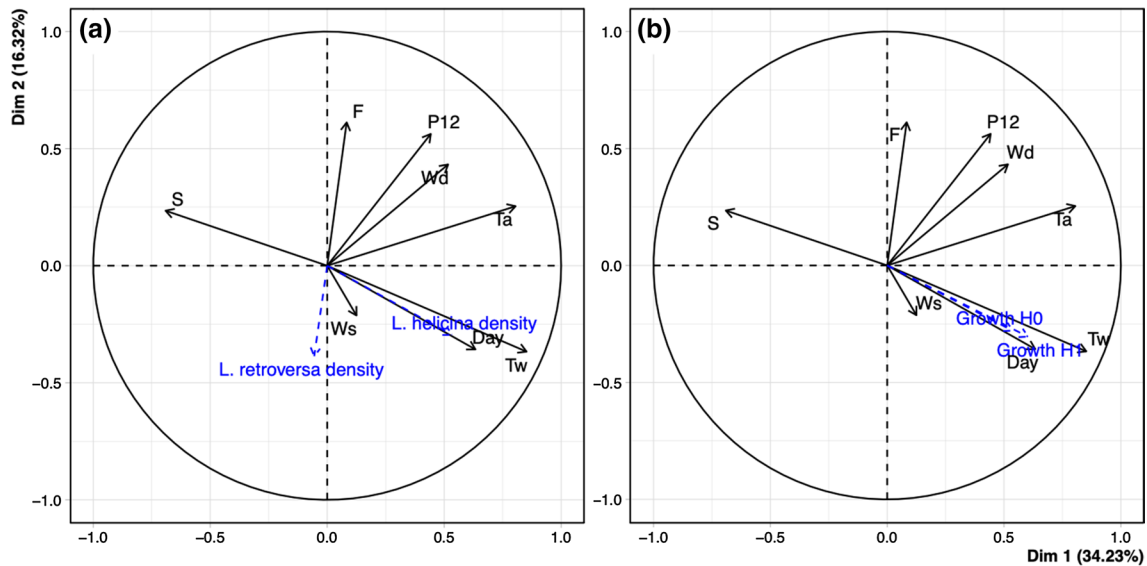 Dim 2 (16.32%)
(a)
1.0
0.5
0.0
−0.5
−1.0
F
P12
Wd
S
Ta
Ws
L. helicina density
Day
Tw
L. retroversa density
−1.0
−0.5
0.0
0.5
1.0
(b)
1.0
0.5
0.0
−0.5
−1.0
F
P12
Wd
Ta
S
Ws
Growth H0
Tw
Growth H1
Day
−1.0
−0.5
0.0
0.5
1.0
Dim 1 (34.23%)